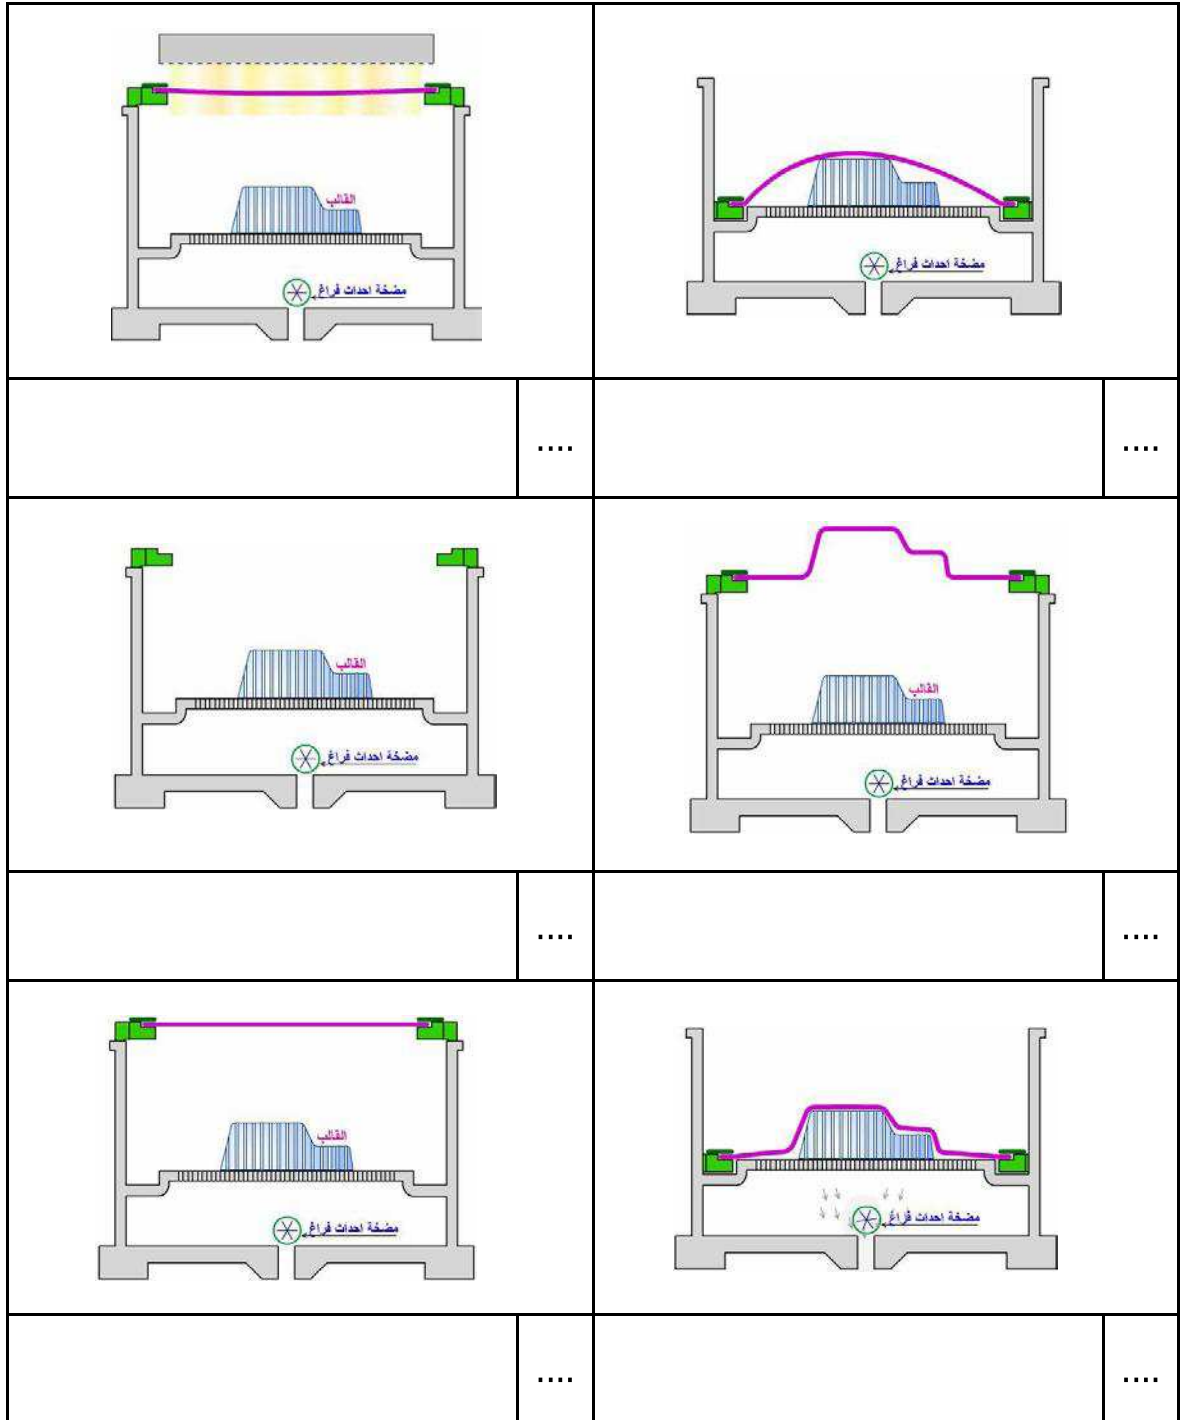 القالب
مضخة احداث فراغ
مضخة احداث فراغ
....
....
القالب
مضخة احداث فراغ
القالب
مضخة احداث فراغ
....
....
القالب
مضخة احداث فراغ
مضخة احداث فراغ
....
....